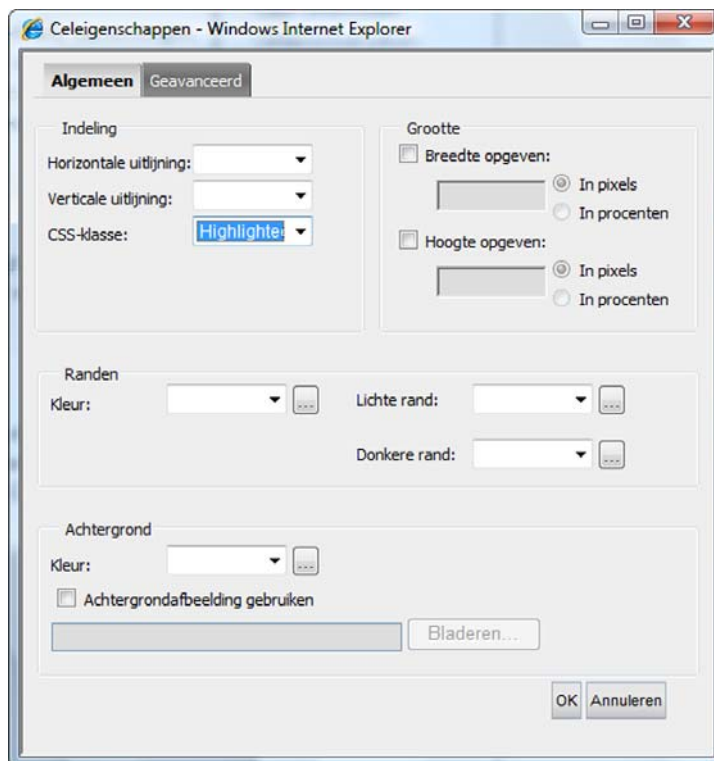 Celeigenschappen - Windows Internet Explorer
Algemeen Geavanceerd
Indeling
Horizontale uitlijning:
Verticale uitlijning:
CSS-klasse: Highlighte
Grootte
Breedte opgeven:
In pixels
In procenten
Hoogte opgeven:
In pixels
In procenten
Randen
Kleur: ... Lichte rand: ...
Donkere rand: ...
Achtergrond
Kleur: ...
Achtergrondafbeelding gebruiken
Bladeren...
OK Annuleren